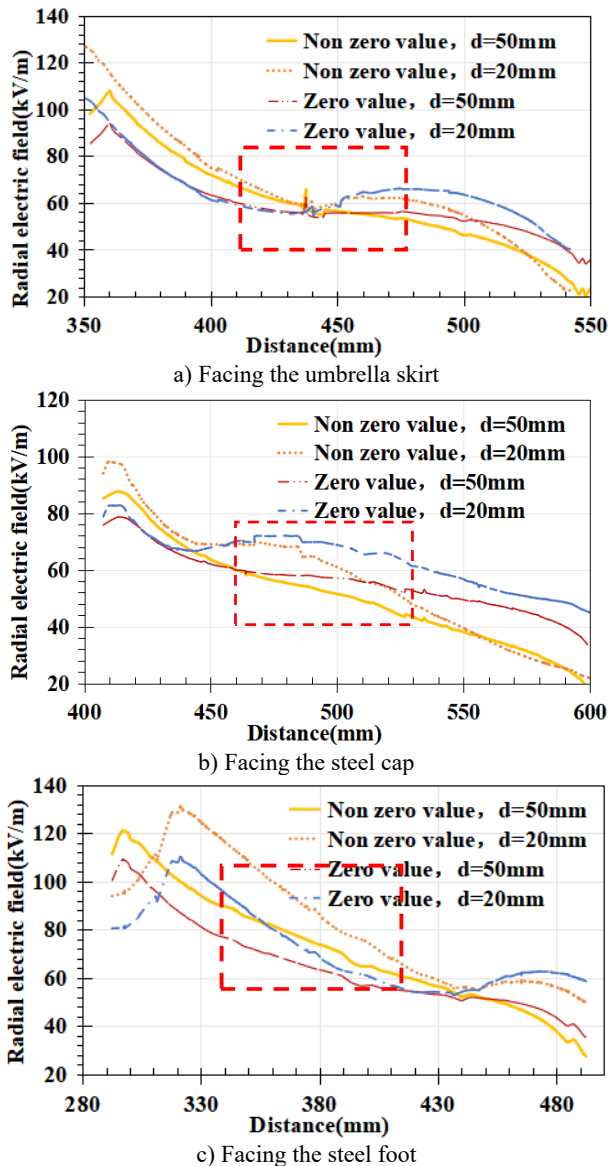 140
120
100
80
60
40
20
Radial electric field(kV/m)
Non zero value，d=50mm
Non zero value，d=20mm
Zero value，d=50mm
Zero value，d=20mm
350 400 450 500 550
Distance(mm)
a) Facing the umbrella skirt
120
100
80
60
40
20
Radial electric field(kV/m)
Non zero value，d=50mm
Non zero value，d=20mm
Zero value，d=50mm
Zero value，d=20mm
400 450 500 550 600
Distance(mm)
b) Facing the steel cap
140
120
100
80
60
40
20
Radial electric field(kV/m)
Non zero value，d=50mm
Non zero value，d=20mm
Zero value，d=50mm
Zero value，d=20mm
280 330 380 430 480
Distance(mm)
c) Facing the steel foot